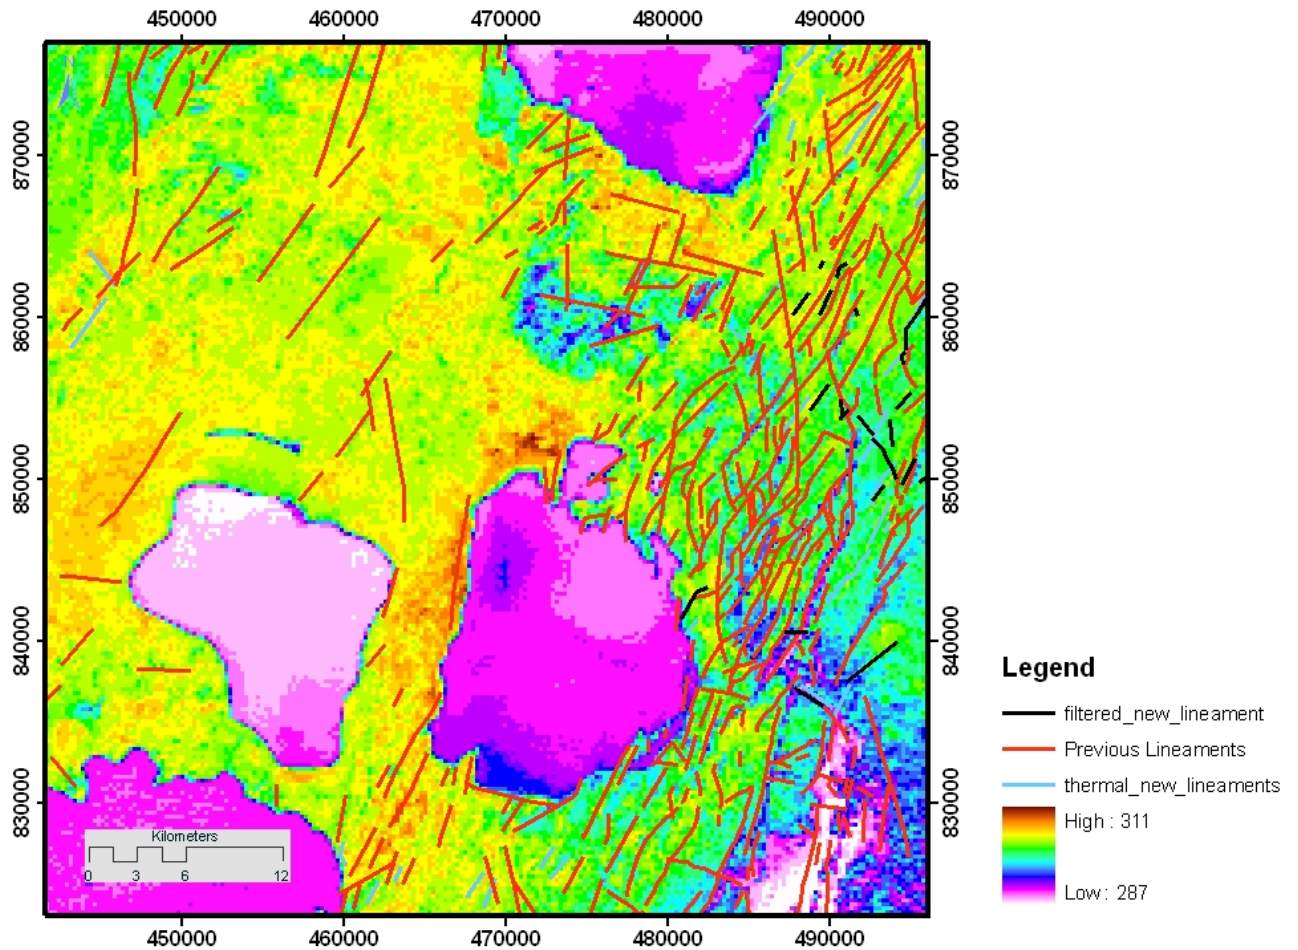 450000 460000 470000 480000 490000
870000 870000
860000 860000
850000 850000
840000 840000
830000 830000
Kilometers
0 3 6 12
450000 460000 470000 480000 490000
Legend
filtered_new_lineament
Previous Lineaments
thermal_new_lineaments
High : 311
Low : 287